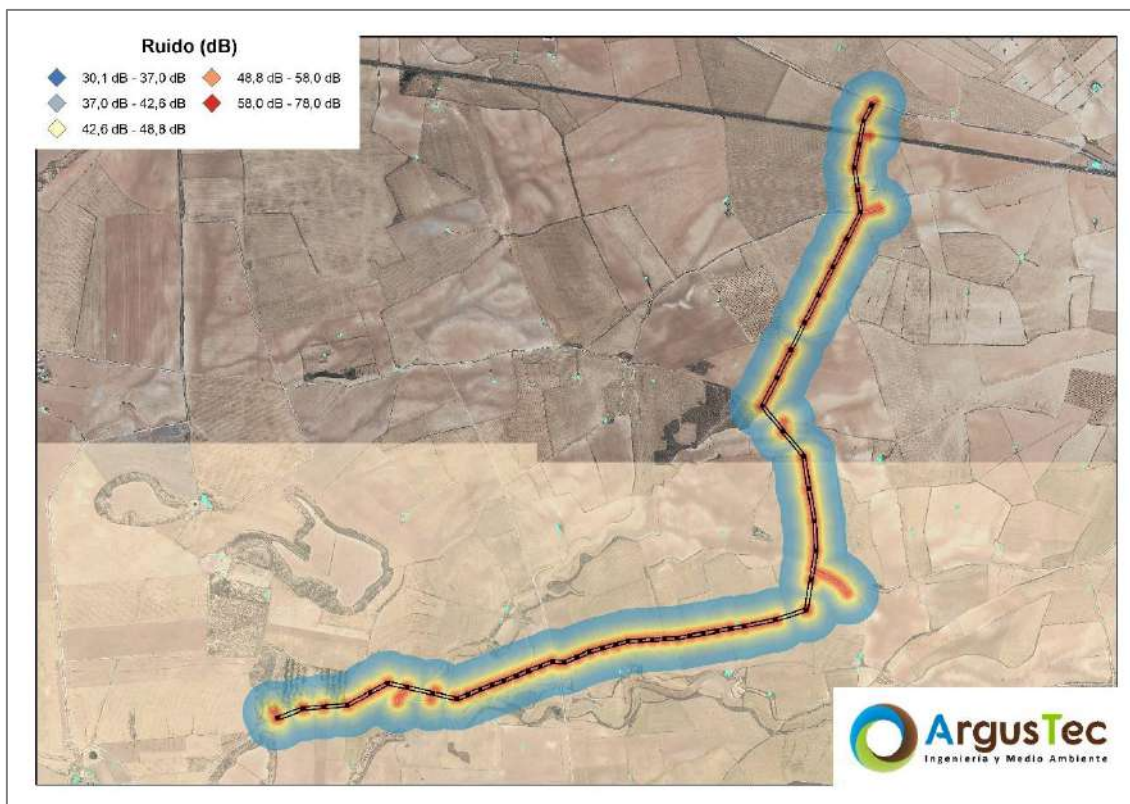 Ruido (dB)
30,1 dB - 37,0 dB
37,0 dB - 42,6 dB
42,6 dB - 48,8 dB
48,8 dB - 58,0 dB
58,0 dB - 78,0 dB
ArgusTec
Ingeniería y Medio Ambiente